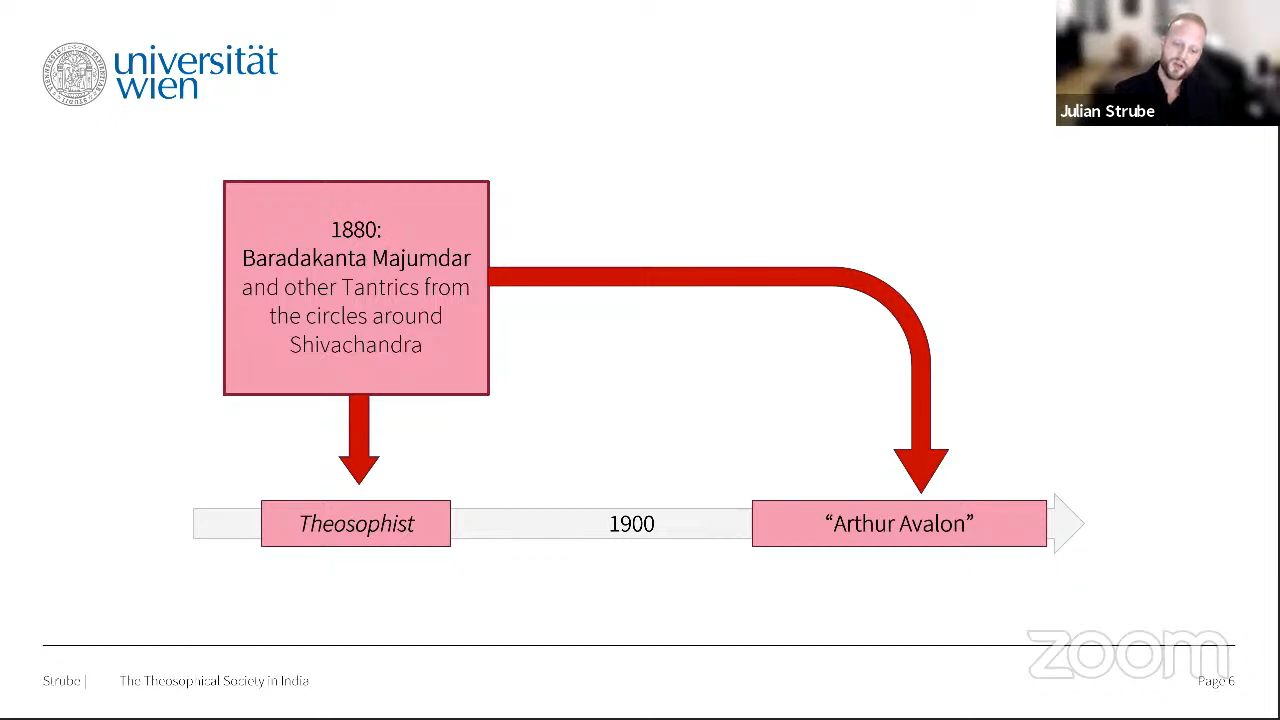 universität
wien
Julian Strube
1880:
Baradakanta Majumdar
and other Tantrics from
the circles around
Shivachandra
Theosophist
1900
“Arthur Avalon”
zoom
Strube |
The Theosophical Society in India
Page 6